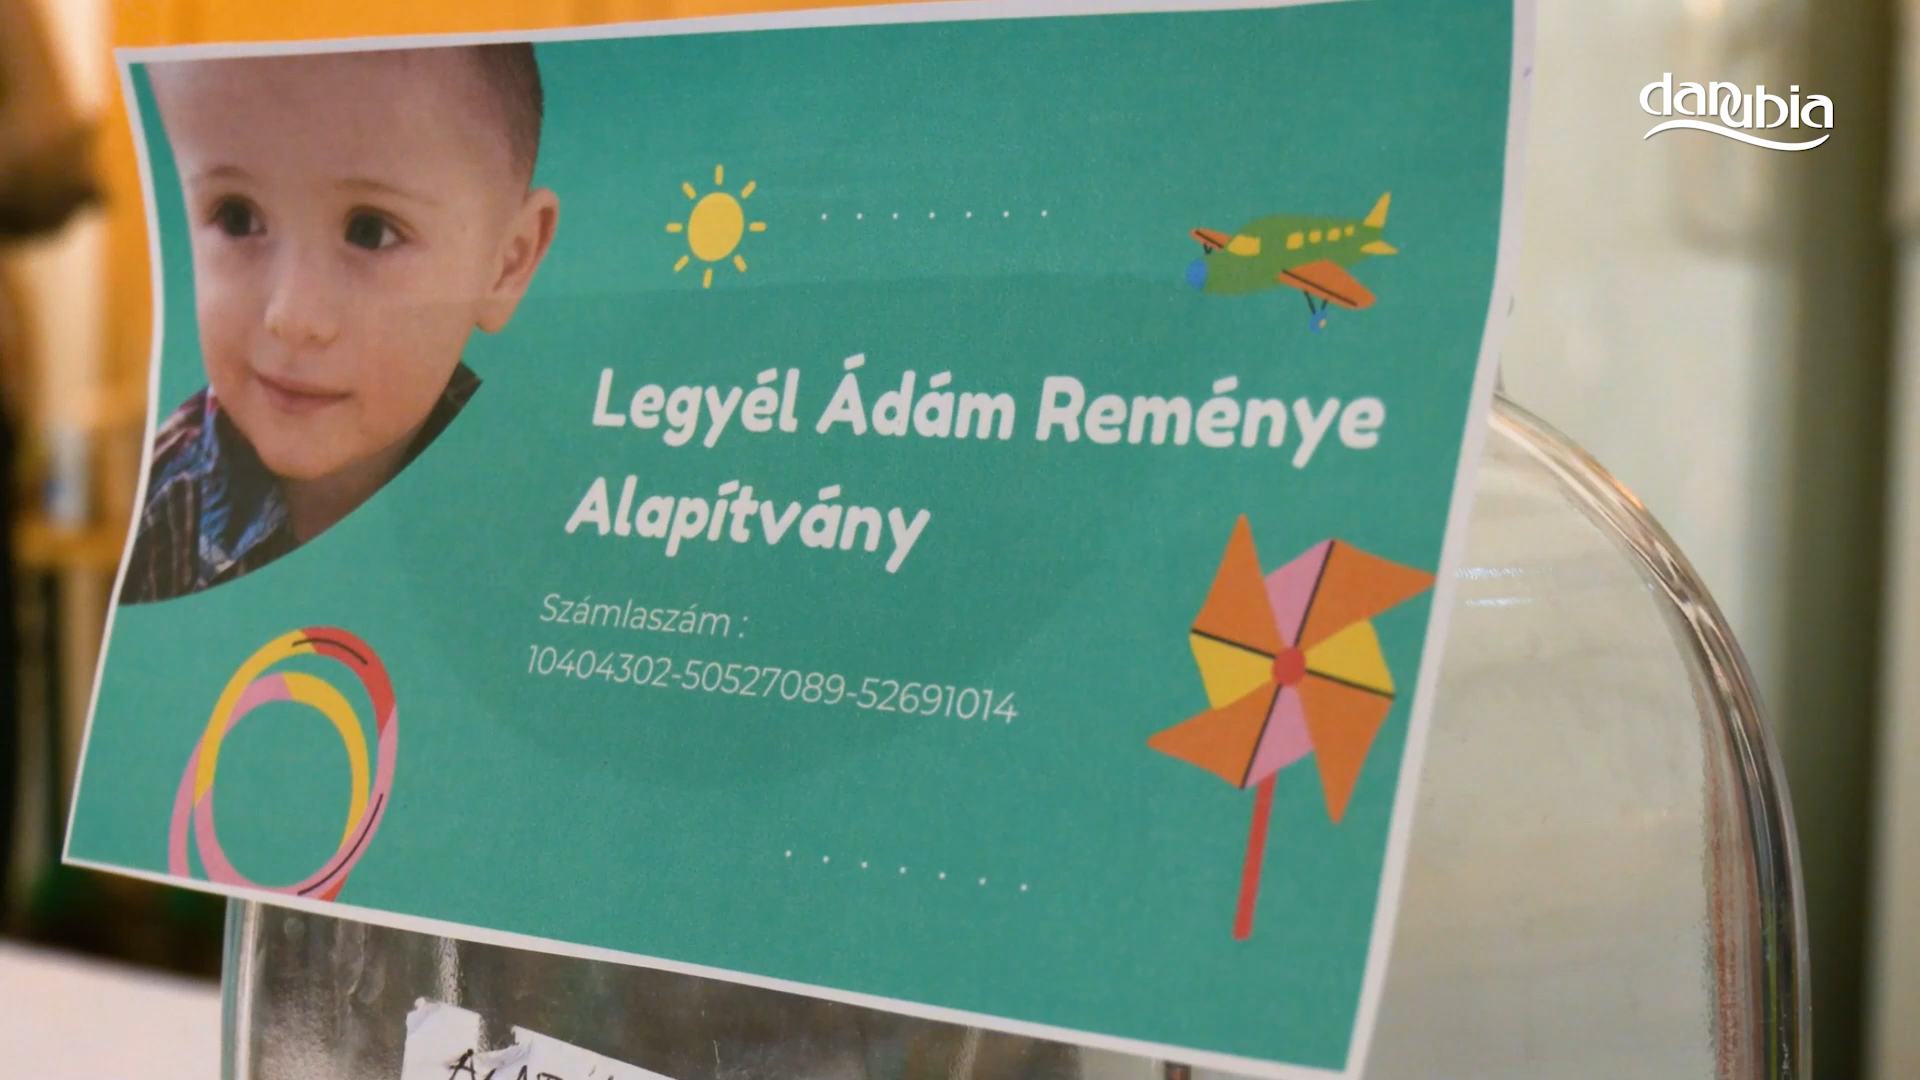 danubia
Legyél Ádám Reménye
Alapítvány
Számlaszám :
10404302-50527089-52691014